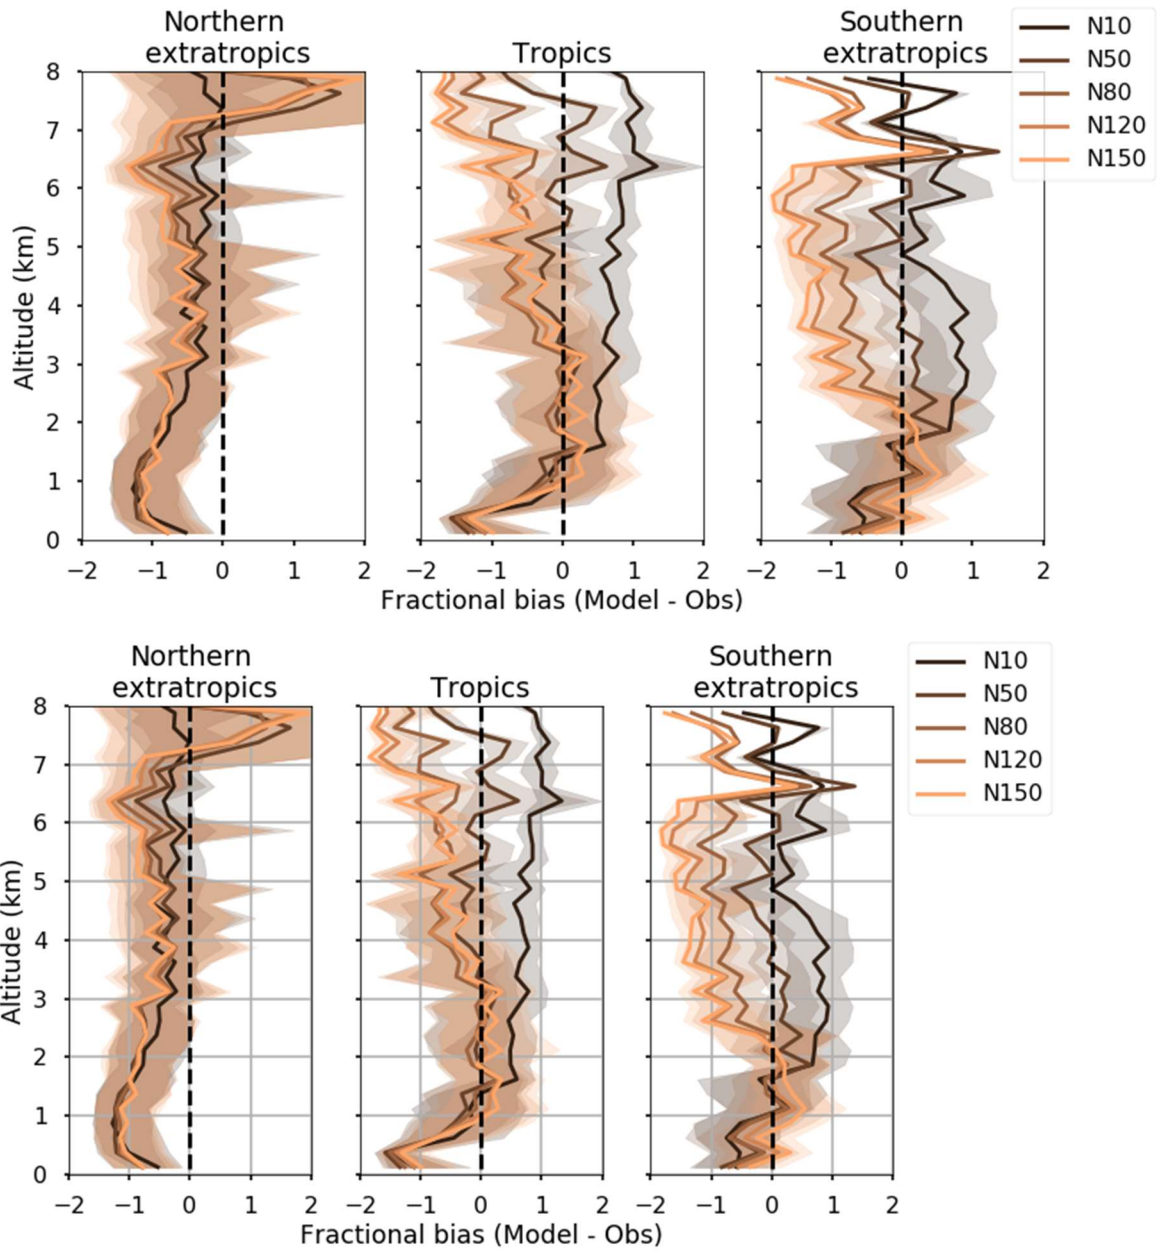 Northern
extratropics
Tropics
Southern
extratropics
N10
N50
N80
N120
N150
Altitude (km)
8
7
6
5
4
3
2
1
0
−2 −1 0 1 2
−2 −1 0 1 2
−2 −1 0 1 2
Fractional bias (Model - Obs)
Northern
extratropics
Tropics
Southern
extratropics
N10
N50
N80
N120
N150
Altitude (km)
8
7
6
5
4
3
2
1
0
−2 −1 0 1 2
−2 −1 0 1 2
−2 −1 0 1 2
Fractional bias (Model - Obs)